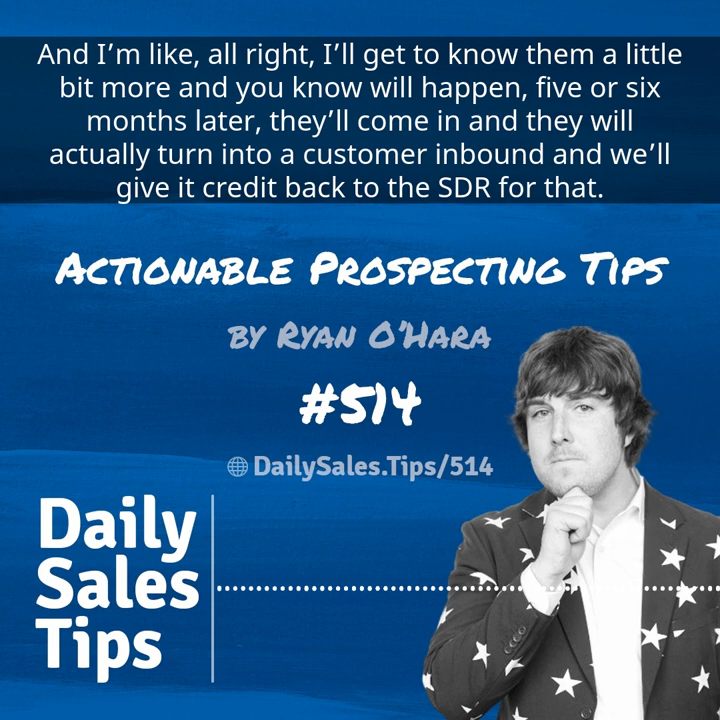 And I’m like, all right, I’ll get to know them a little
bit more and you know will happen, five or six
months later, they’ll come in and they will
actually turn into a customer inbound and we’ll
give it credit back to the SDR for that.
Actionable Prospecting Tips
by Ryan O'Hara
#514
DailySales.Tips/514
Daily
Sales
Tips